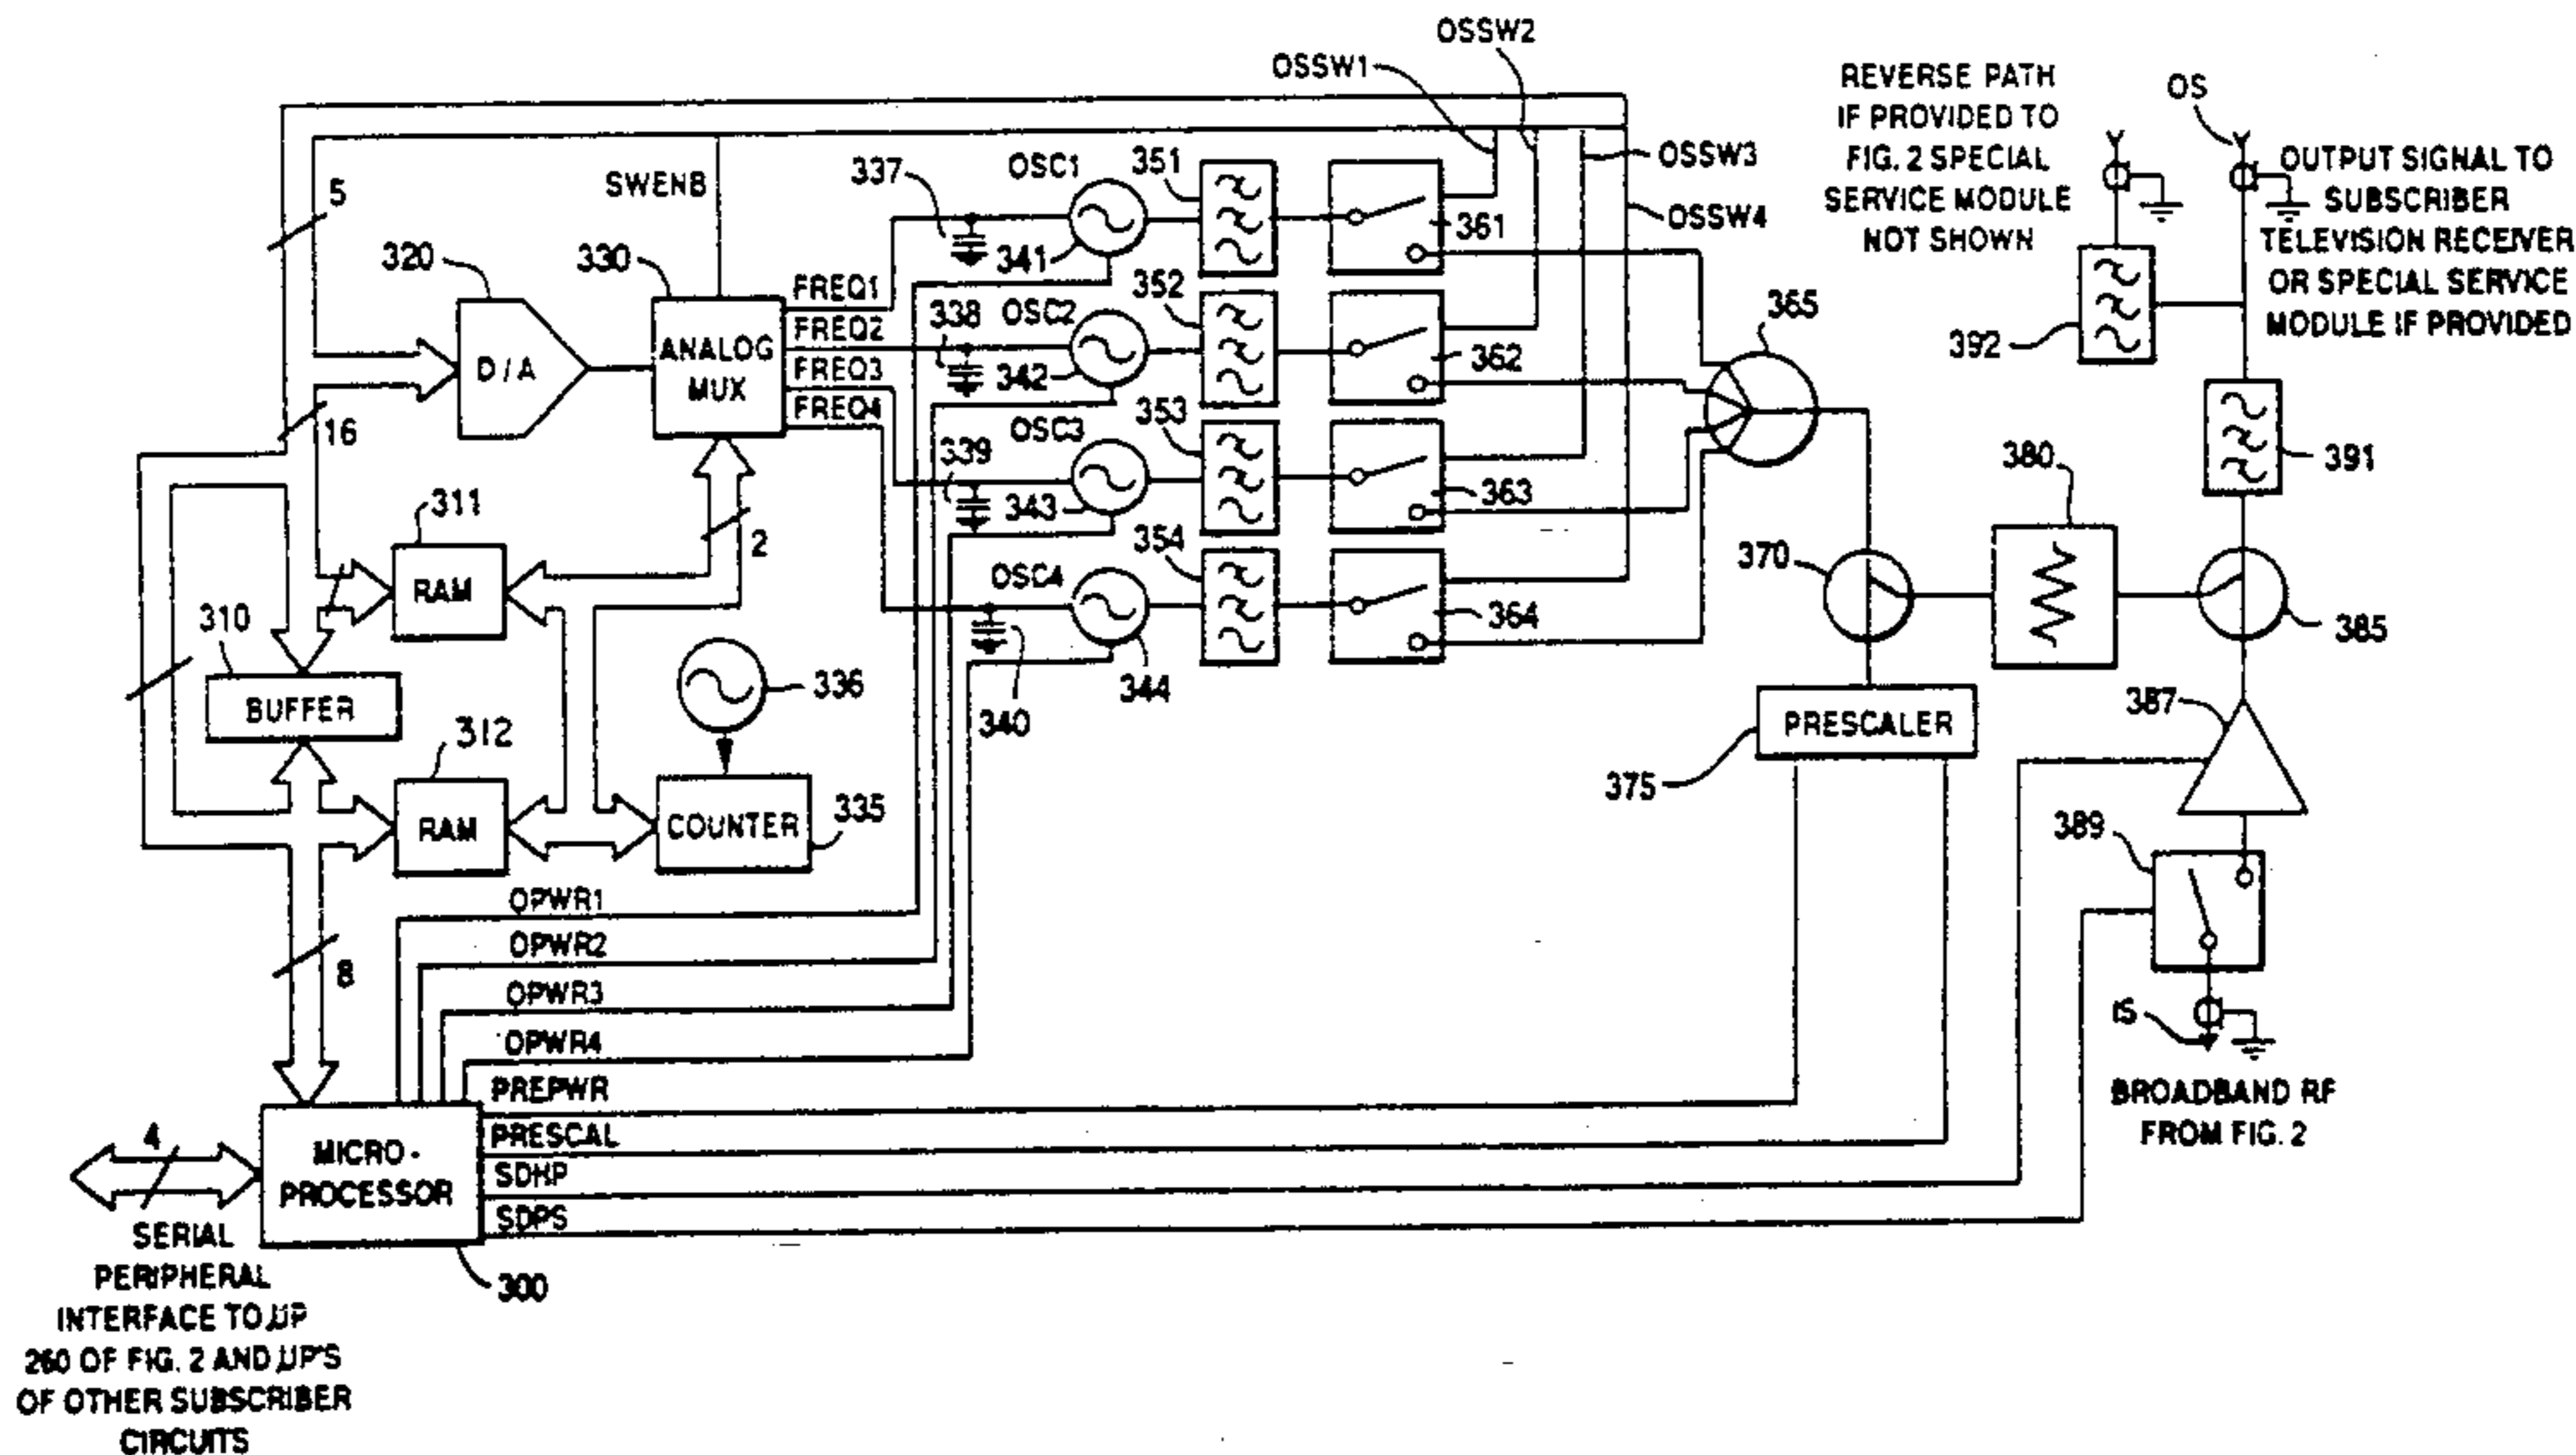 OSSW2
OSSW1
REVERSE PATH
IF PROVIDED TO
FIG. 2 SPECIAL
SERVICE MODULE
NOT SHOWN
OS
OUTPUT SIGNAL TO
SUBSCRIBER
TELEVISION RECEIVER
OR SPECIAL SERVICE
MODULE IF PROVIDED
OSSW3
OSSW4
5
SWENB
337
OSC1
351
341
361
320
330
FREQ1
FREQ2
FREQ3
FREQ4
D/A
ANALOG
MUX
338
OSC2
352
342
362
365
392
16
339
OSC3
353
343
363
380
391
311
RAM
2
OSC4
354
340
344
364
370
385
310
BUFFER
336
PRESCALER
375
387
312
RAM
COUNTER
335
389
8
OPWR1
OPWR2
OPWR3
OPWR4
PREPWR
PRESCAL
SDHP
SDPS
IS
BROADBAND RF
FROM FIG. 2
4
MICRO-
PROCESSOR
300
SERIAL
PERIPHERAL
INTERFACE TO µP
260 OF FIG. 2 AND µP'S
OF OTHER SUBSCRIBER
CIRCUITS